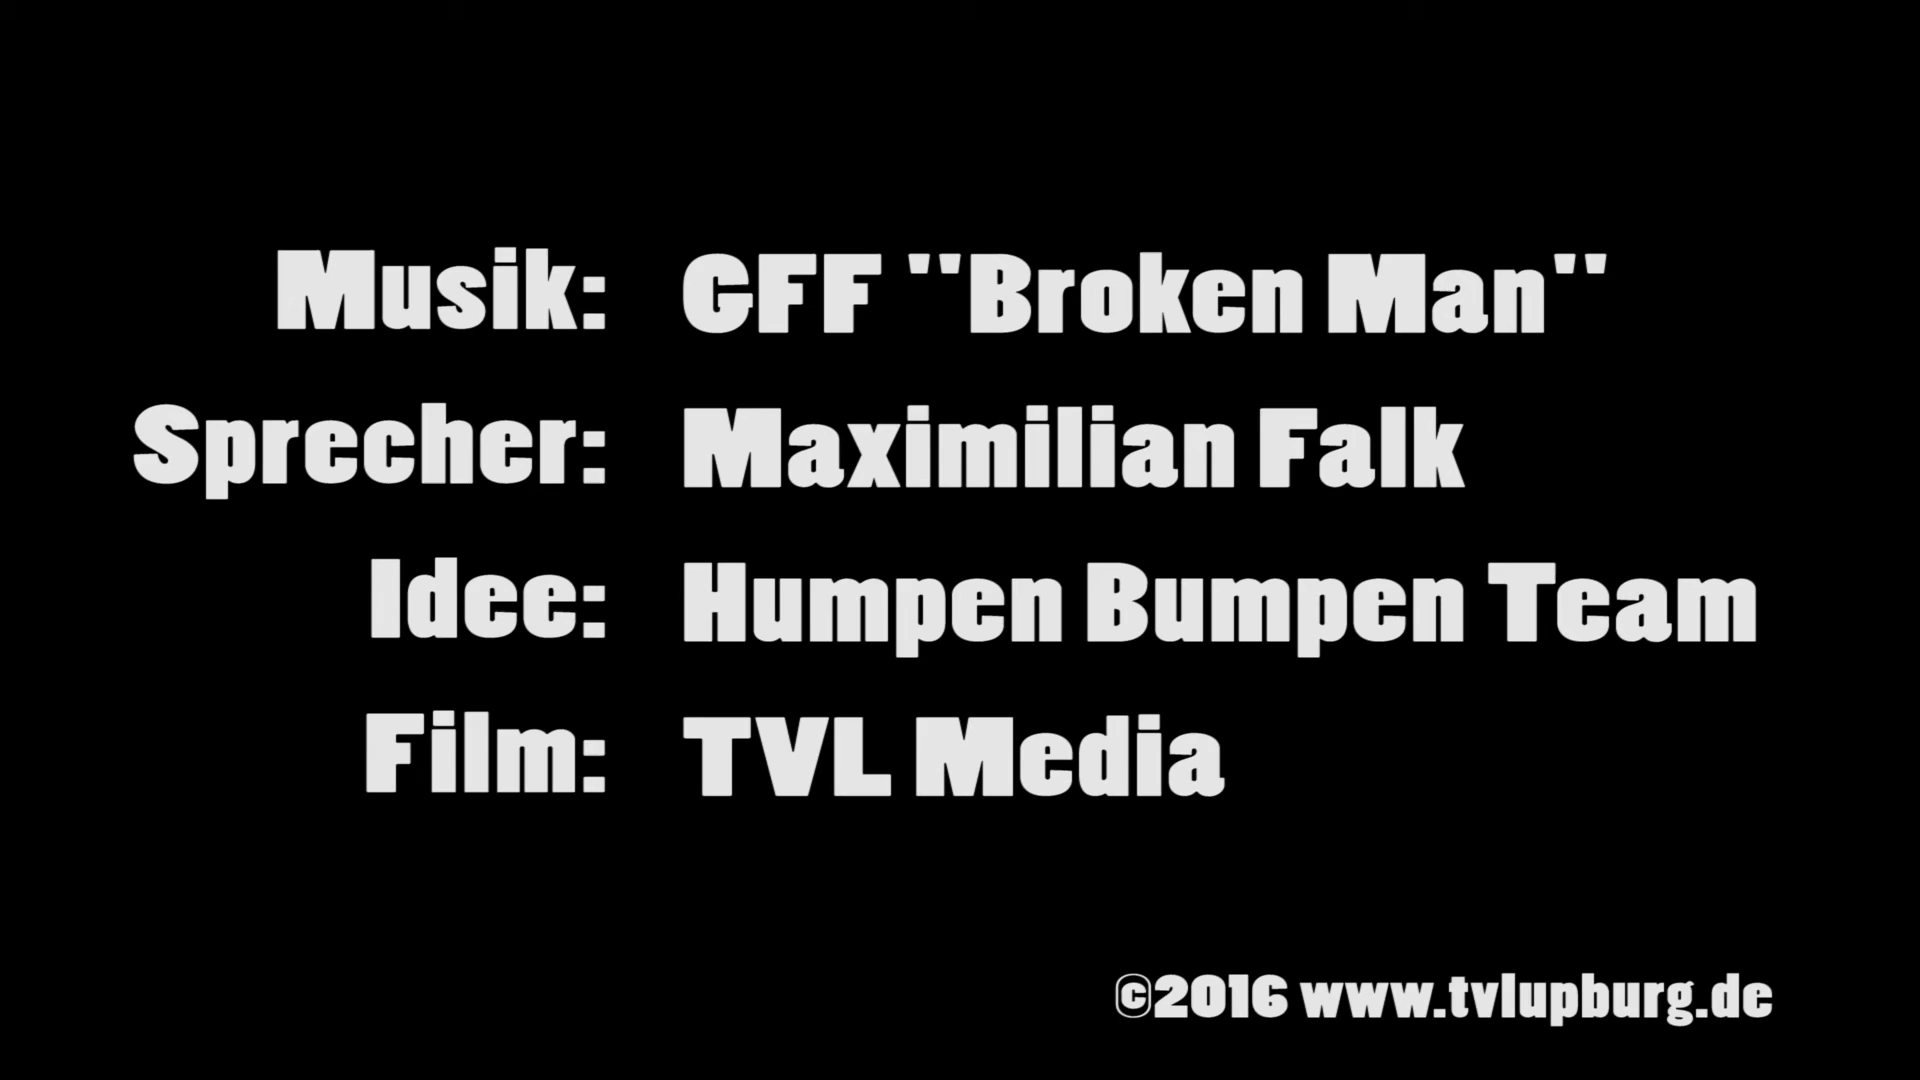 Musik: GFF "Broken Man"
Sprecher: Maximilian Falk
Idee: Humpen Bumpen Team
Film: TVL Media
©2016 www.tvlupburg.de